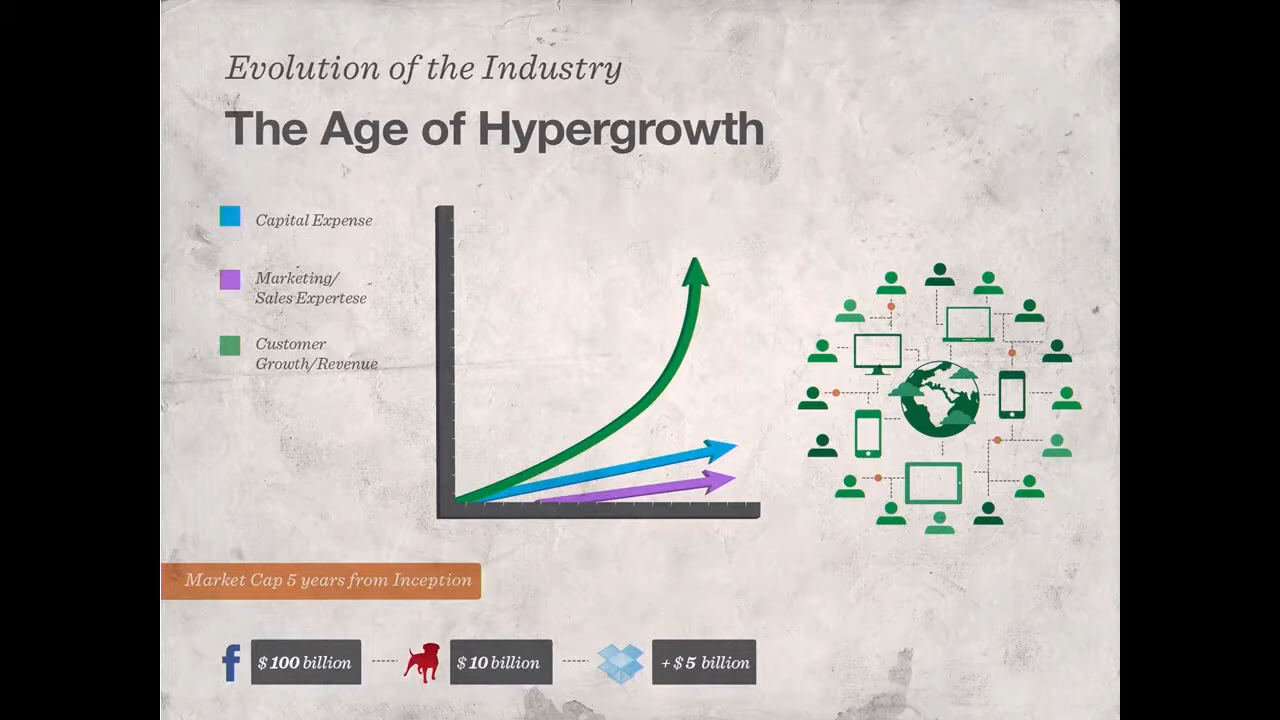 Evolution of the Industry
The Age of Hypergrowth
Capital Expense
Marketing/
Sales Expertese
Customer
Growth/Revenue
Market Cap 5 years from Inception
f
$100 billion
$10 billion
+$5 billion